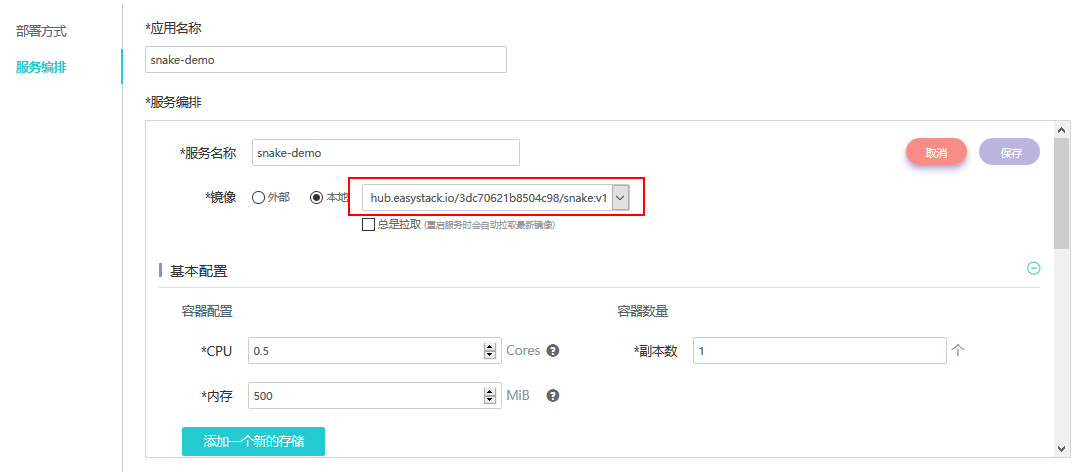 部署方式
服务编排
*应用名称
snake-demo
*服务编排
*服务名称 snake-demo 取消 保存
*镜像 外部 本地 hub.easystack.io/3dc70621b8504c98/snake:v1
总是拉取 (重启服务时会自动拉取最新镜像)
基本配置
容器配置 容器数量
*CPU 0.5 Cores ? *副本数 1 个
*内存 500 MiB ?
添加一个新的存储